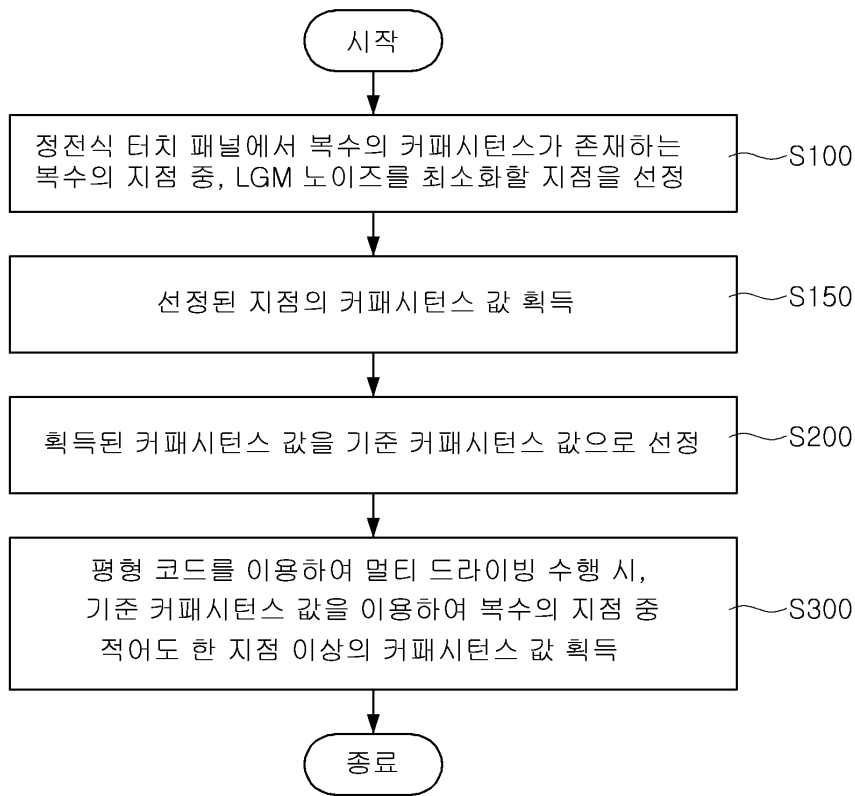 시작
정전식 터치 패널에서 복수의 커패시턴스가 존재하는
복수의 지점 중, LGM 노이즈를 최소화할 지점을 선정
S100
선정된 지점의 커패시턴스 값 획득
S150
획득된 커패시턴스 값을 기준 커패시턴스 값으로 선정
S200
평형 코드를 이용하여 멀티 드라이빙 수행 시,
기준 커패시턴스 값을 이용하여 복수의 지점 중
적어도 한 지점 이상의 커패시턴스 값 획득
S300
종료